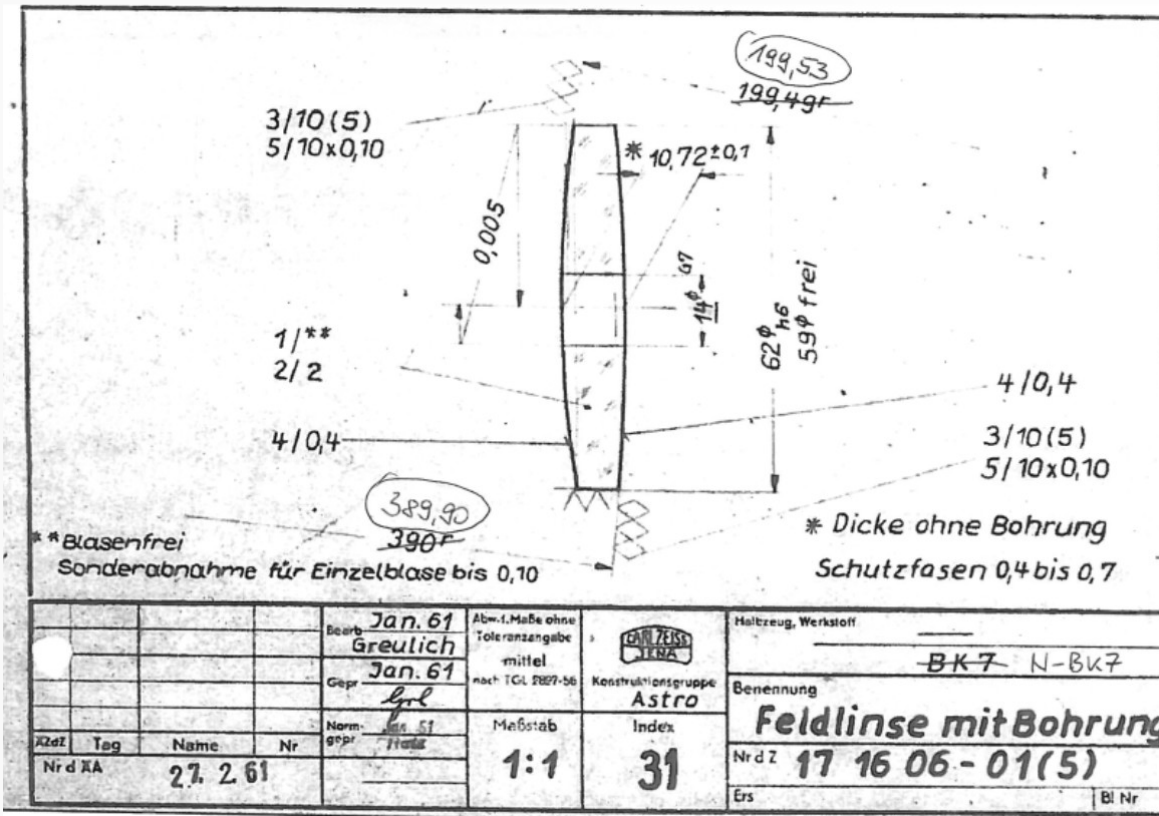 199,53
199,49r
3/10(5)
5/10x0,10
* 10,72±0,1
0,005
14⌀ G7
62⌀ h6
59⌀ frei
1/**
2/2
4/0,4
4/0,4
3/10(5)
5/10x0,10
389,90
390r
** Blasenfrei
Sonderabnahme für Einzelblase bis 0,10
* Dicke ohne Bohrung
Schutzfasen 0,4 bis 0,7
Bearb Jan. 61
Greulich
Gepr Jan. 61
Norm-
gepr
Abw. f. Maße ohne
Toleranzangabe
mittel
nach TGL 2897-56
CARL ZEISS
JENA
Konstruktionsgruppe
Astro
Maßstab
1:1
Index
31
Halbzeug, Werkstoff
BK7 N-BK7
Benennung
Feldlinse mit Bohrung
Nr d Z 17 16 06-01(5)
Ers
Bl Nr
Tag Name Nr
Nr d ÄA 27. 2. 61